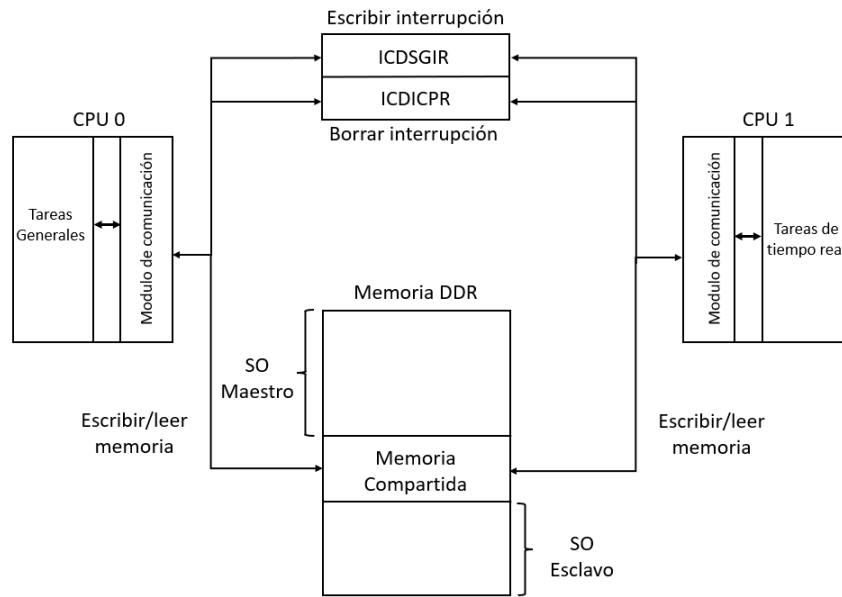 Escribir interrupción
ICDSGIR
ICDICPR
Borrar interrupción
CPU 0
Tareas
Generales
Modulo de comunicación
CPU 1
Modulo de comunicación
Tareas de
tiempo rea
Memoria DDR
SO
Maestro
Escribir/leer
memoria
Memoria
Compartida
Escribir/leer
memoria
SO
Esclavo